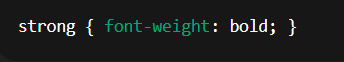 strong { font-weight: bold; }